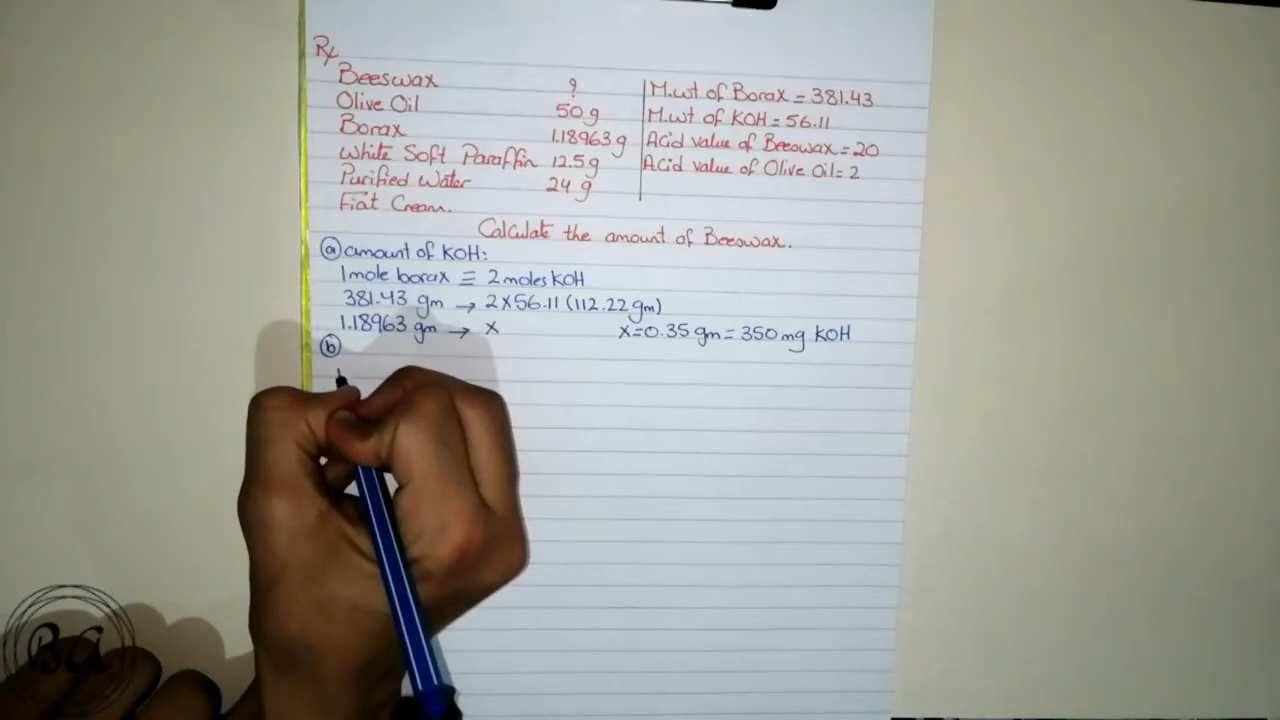 Rx
Beeswax ?
Olive Oil 50 g
Borax 1.18963 g
White Soft Paraffin 12.5 g
Purified Water 24 g
Fiat Cream.
M.wt of Borax = 381.43
M.wt of KOH = 56.11
Acid value of Beeswax = 20
Acid value of Olive Oil = 2
Calculate the amount of Beeswax.
(a) amount of KOH:
1 mole borax ≡ 2 moles KOH
381.43 gm → 2 x 56.11 (112.22 gm)
1.18963 gm → x x = 0.35 gm = 350 mg KOH
(b)
BA